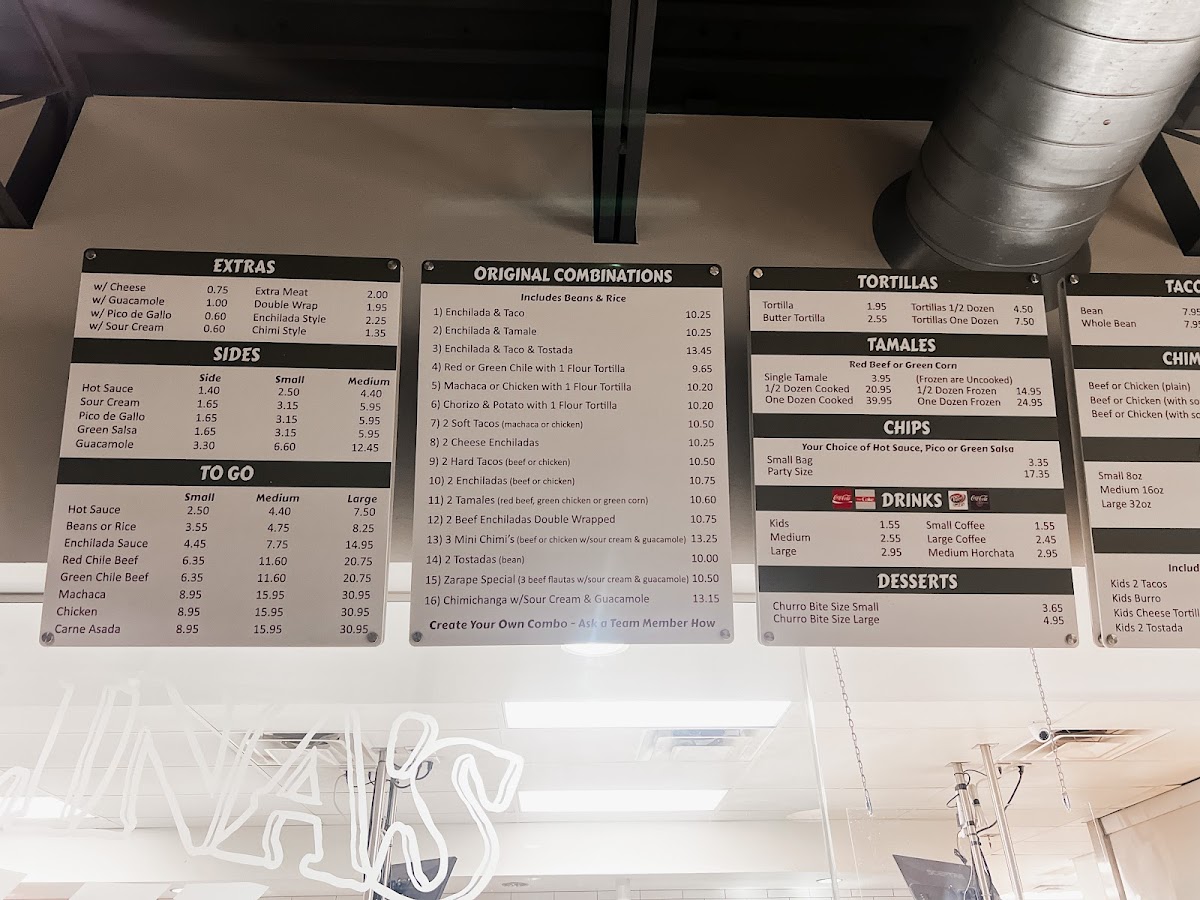 EXTRAS
w/ Cheese 0.75 Extra Meat 2.00
w/ Guacamole 1.00 Double Wrap 1.95
w/ Pico de Gallo 0.60 Enchilada Style 2.25
w/ Sour Cream 0.60 Chimi Style 1.35
SIDES
Side Small Medium
Hot Sauce 1.40 2.50 4.40
Sour Cream 1.65 3.15 5.95
Pico de Gallo 1.65 3.15 5.95
Green Salsa 1.65 3.15 5.95
Guacamole 3.30 6.60 12.45
TO GO
Small Medium Large
Hot Sauce 2.50 4.40 7.50
Beans or Rice 3.55 4.75 8.25
Enchilada Sauce 4.45 7.75 14.95
Red Chile Beef 6.35 11.60 20.75
Green Chile Beef 6.35 11.60 20.75
Machaca 8.95 15.95 30.95
Chicken 8.95 15.95 30.95
Carne Asada 8.95 15.95 30.95
ORIGINAL COMBINATIONS
Includes Beans & Rice
1) Enchilada & Taco 10.25
2) Enchilada & Tamale 10.25
3) Enchilada & Taco & Tostada 13.45
4) Red or Green Chile with 1 Flour Tortilla 9.65
5) Machaca or Chicken with 1 Flour Tortilla 10.20
6) Chorizo & Potato with 1 Flour Tortilla 10.20
7) 2 Soft Tacos (machaca or chicken) 10.50
8) 2 Cheese Enchiladas 10.25
9) 2 Hard Tacos (beef or chicken) 10.50
10) 2 Enchiladas (beef or chicken) 10.75
11) 2 Tamales (red beef, green chicken or green corn) 10.60
12) 2 Beef Enchiladas Double Wrapped 10.75
13) 3 Mini Chimi's (beef or chicken w/sour cream & guacamole) 13.25
14) 2 Tostadas (bean) 10.00
15) Zarape Special (3 beef flautas w/sour cream & guacamole) 10.50
16) Chimichanga w/Sour Cream & Guacamole 13.15
Create Your Own Combo - Ask a Team Member How
TORTILLAS
Tortilla 1.95 Tortillas 1/2 Dozen 4.50
Butter Tortilla 2.55 Tortillas One Dozen 7.50
TAMALES
Red Beef or Green Corn
Single Tamale 3.95 (Frozen are Uncooked)
1/2 Dozen Cooked 20.95 1/2 Dozen Frozen 14.95
One Dozen Cooked 39.95 One Dozen Frozen 24.95
CHIPS
Your Choice of Hot Sauce, Pico or Green Salsa
Small Bag 3.35
Party Size 17.35
DRINKS
Kids 1.55 Small Coffee 1.55
Medium 2.55 Large Coffee 2.45
Large 2.95 Medium Horchata 2.95
DESSERTS
Churro Bite Size Small 3.65
Churro Bite Size Large 4.95
TACO
Bean 7.95
Whole Bean 7.95
CHIM
Beef or Chicken (plain)
Beef or Chicken (with so
Beef or Chicken (with so
Small 8oz
Medium 16oz
Large 32oz
Includ
Kids 2 Tacos
Kids Burro
Kids Cheese Tortill
Kids 2 Tostada
INA'S